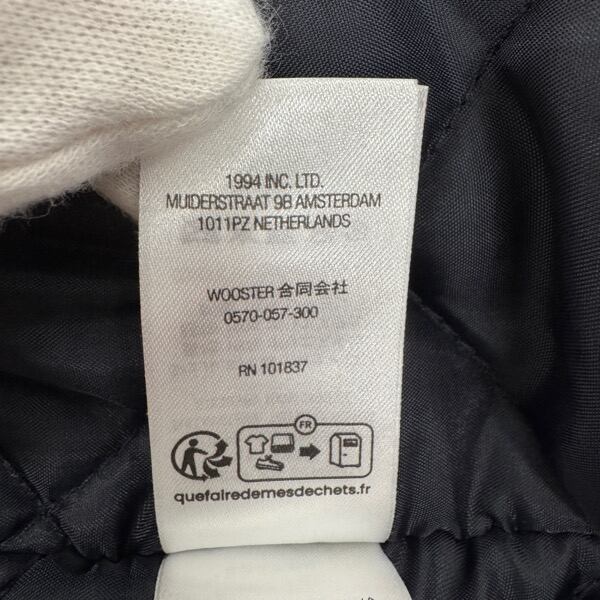 1994 INC. LTD.
MUIDERSTRAAT 9B AMSTERDAM
1011PZ NETHERLANDS
WOOSTER 合同会社
0570-057-300
RN 101837
FR
quefairedemesdechets.fr